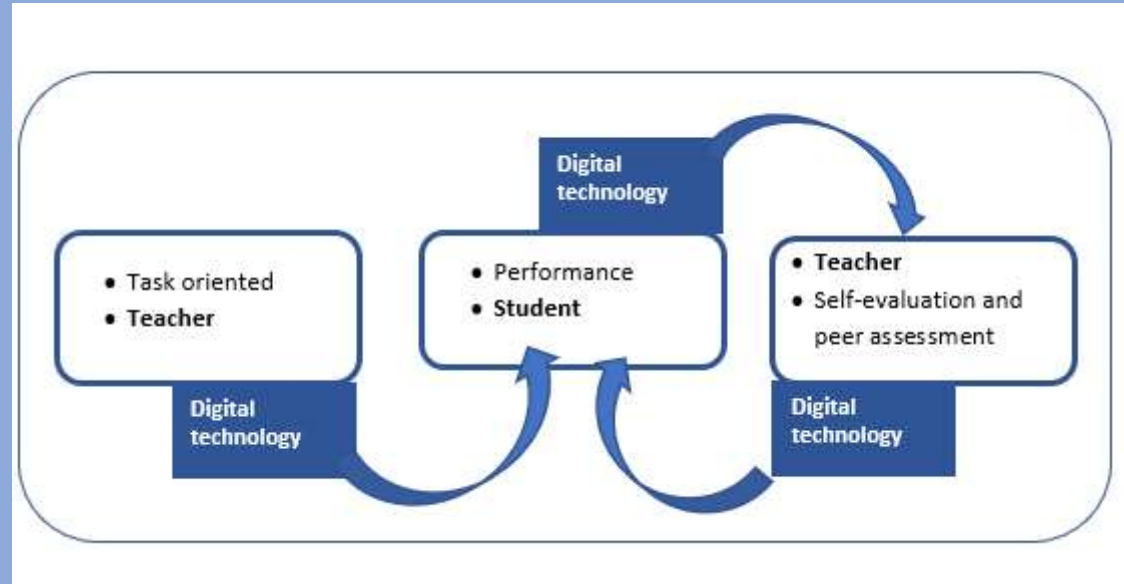 • Task oriented
• Teacher
Digital
technology
Digital
technology
• Performance
• Student
• Teacher
• Self-evaluation and
peer assessment
Digital
technology